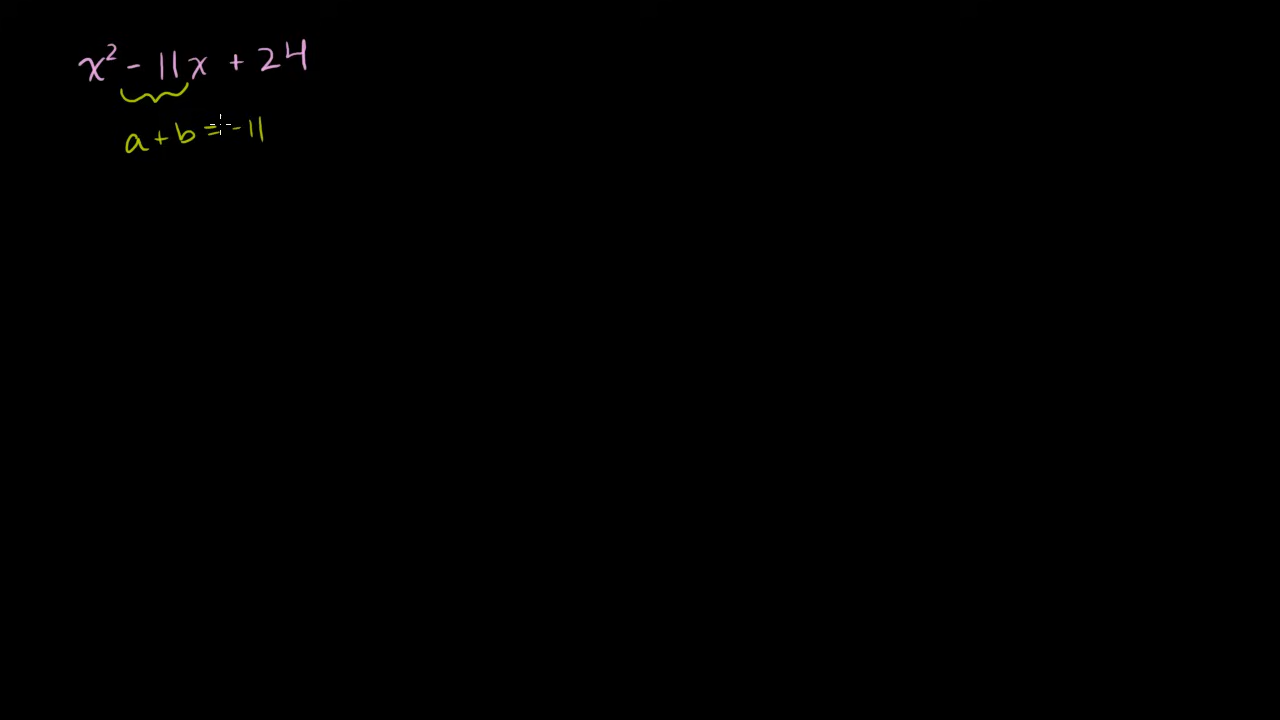 x² - 11x + 24
a + b = -11